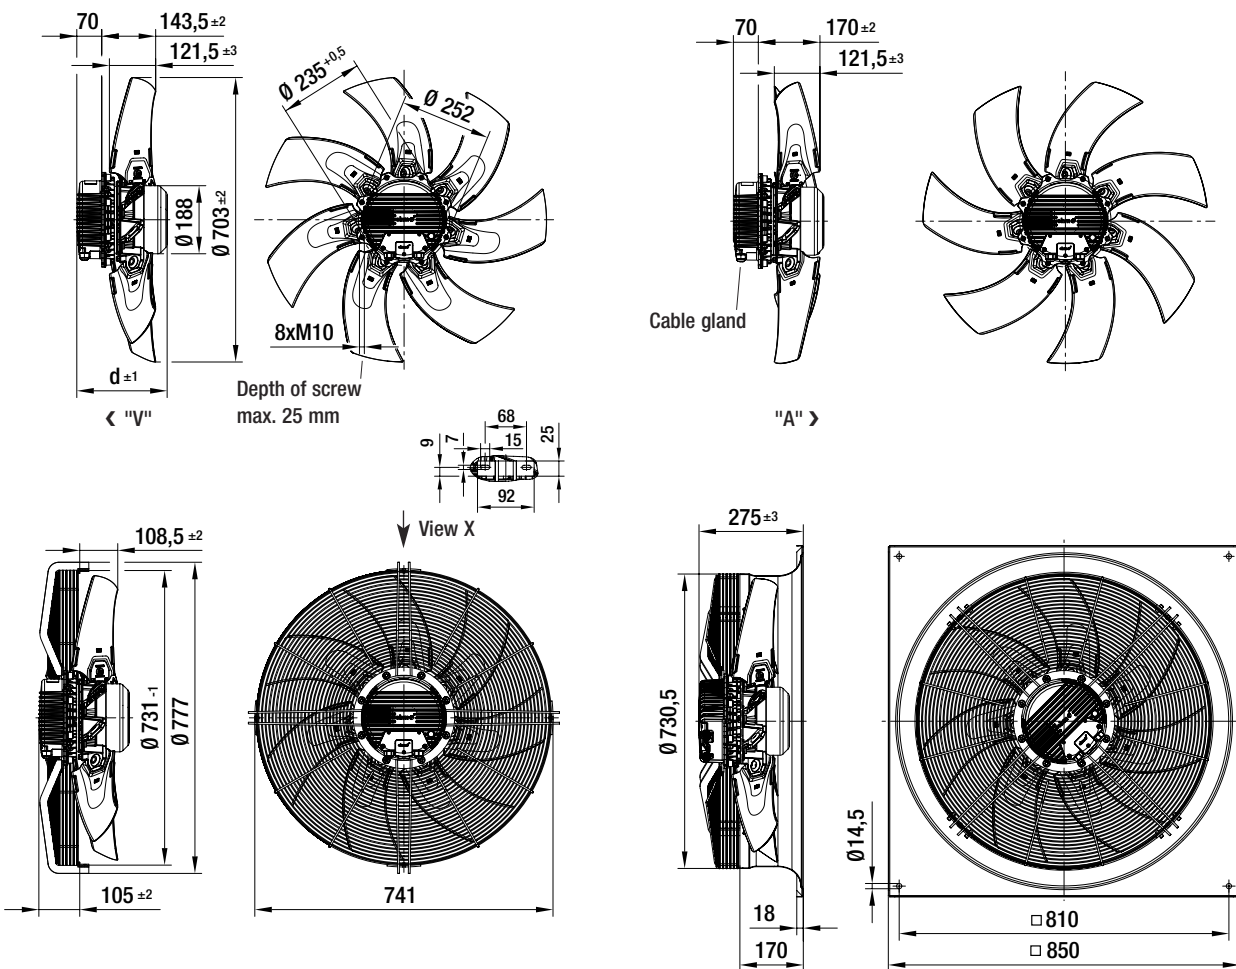 70
143,5 ±2
121,5 ±3
Ø 235 +0,5
Ø 252
Ø 188
Ø 703 ±2
8xM10
d ±1
Depth of screw
max. 25 mm
❮ "V"
70
170 ±2
121,5 ±3
Cable gland
"A" ❯
68
15
7
9
25
92
View X
108,5 ±2
Ø 731 -1
Ø 777
105 ±2
741
275 ±3
Ø 730,5
18
170
Ø 14,5
□ 810
□ 850